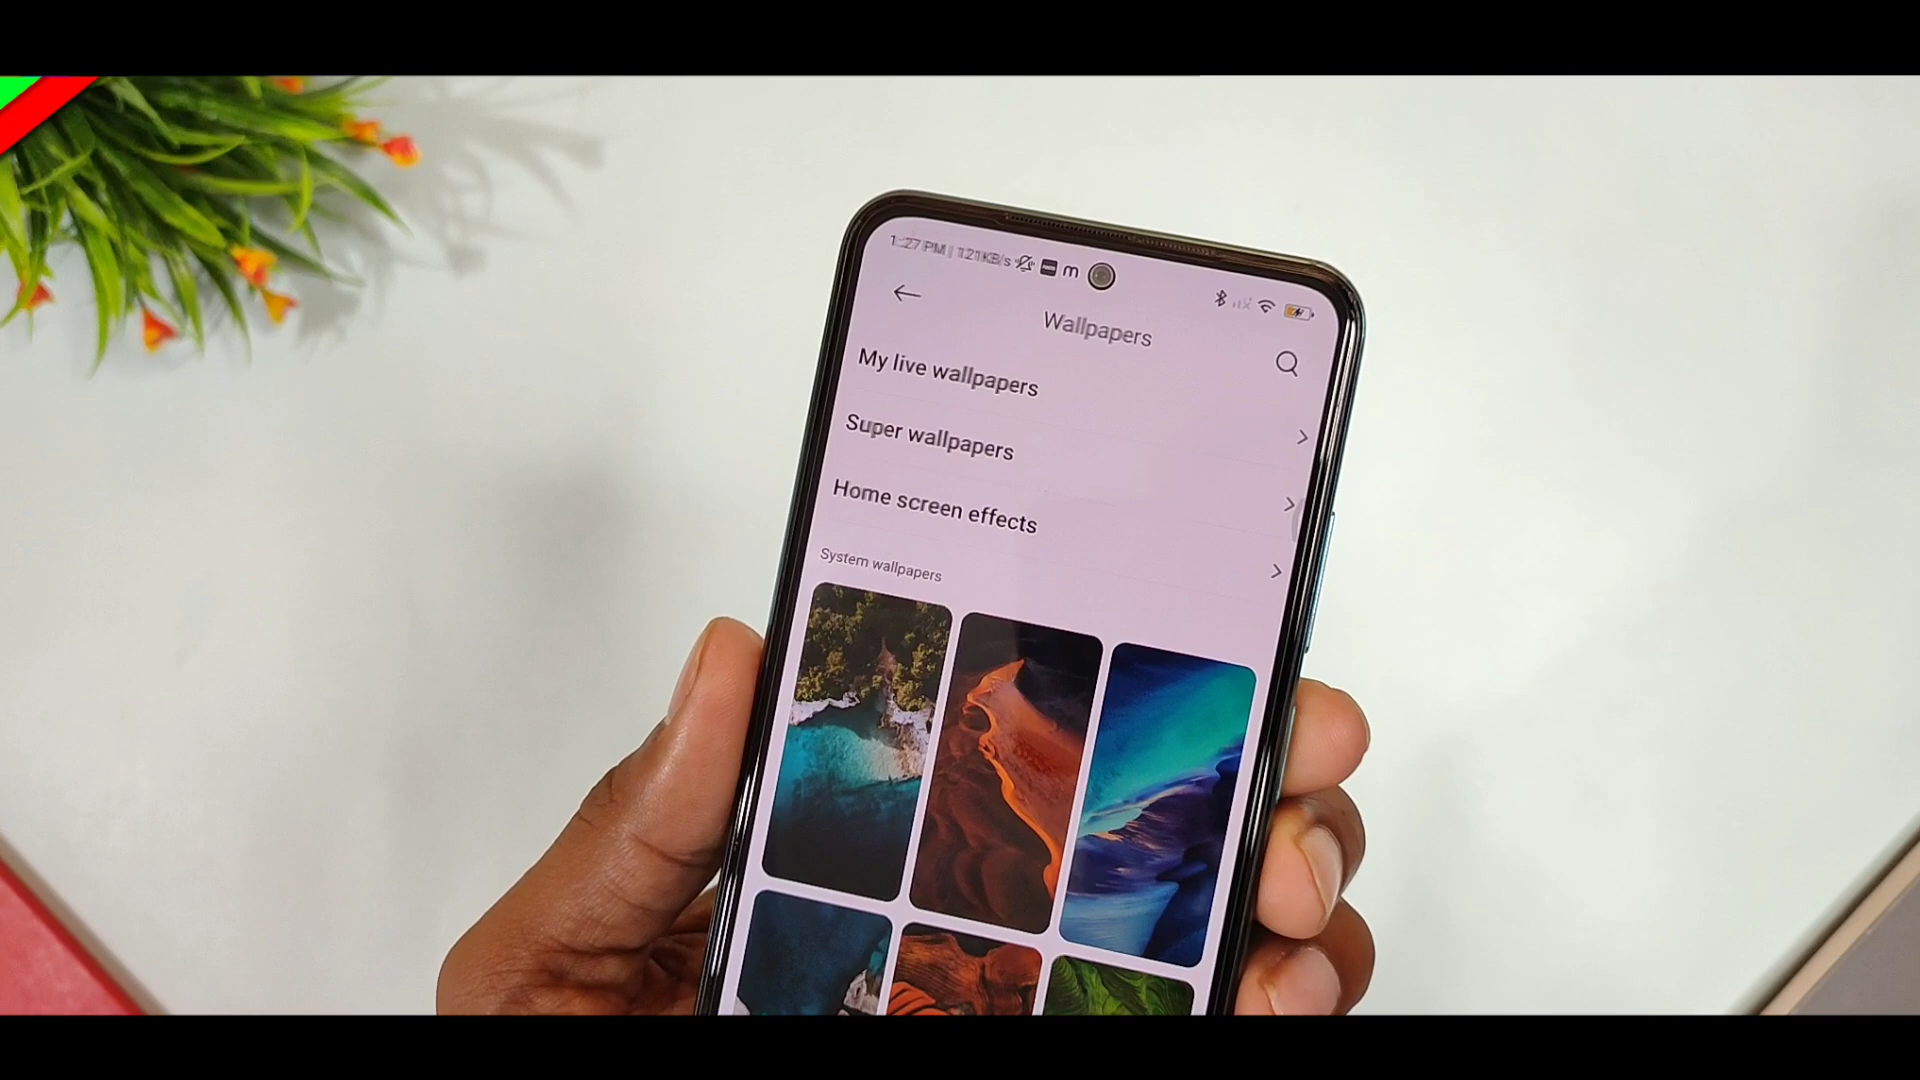 1:27 PM | 121KB/s
Wallpapers
My live wallpapers
Super wallpapers
Home screen effects
System wallpapers